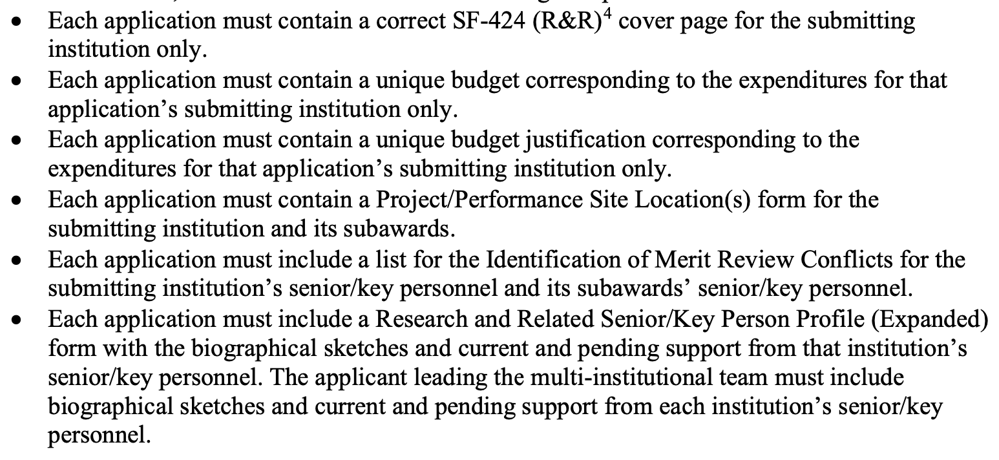 • Each application must contain a correct SF-424 (R&R)⁴ cover page for the submitting
institution only.
• Each application must contain a unique budget corresponding to the expenditures for that
application’s submitting institution only.
• Each application must contain a unique budget justification corresponding to the
expenditures for that application’s submitting institution only.
• Each application must contain a Project/Performance Site Location(s) form for the
submitting institution and its subawards.
• Each application must include a list for the Identification of Merit Review Conflicts for the
submitting institution’s senior/key personnel and its subawards’ senior/key personnel.
• Each application must include a Research and Related Senior/Key Person Profile (Expanded)
form with the biographical sketches and current and pending support from that institution’s
senior/key personnel. The applicant leading the multi-institutional team must include
biographical sketches and current and pending support from each institution’s senior/key
personnel.